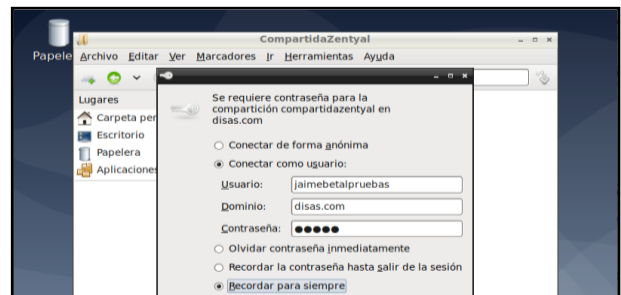 CompartidaZentyal
Papele
Archivo Editar Ver Marcadores Ir Herramientas Ayuda
Lugares
Carpeta per
Escritorio
Papelera
Aplicaciones
Se requiere contraseña para la
compartición compartidazentyal en
disas.com
Conectar de forma anónima
Conectar como usuario:
Usuario: jaimebetalpruebas
Dominio: disas.com
Contraseña: ●●●●●
Olvidar contraseña inmediatamente
Recordar la contraseña hasta salir de la sesión
Recordar para siempre